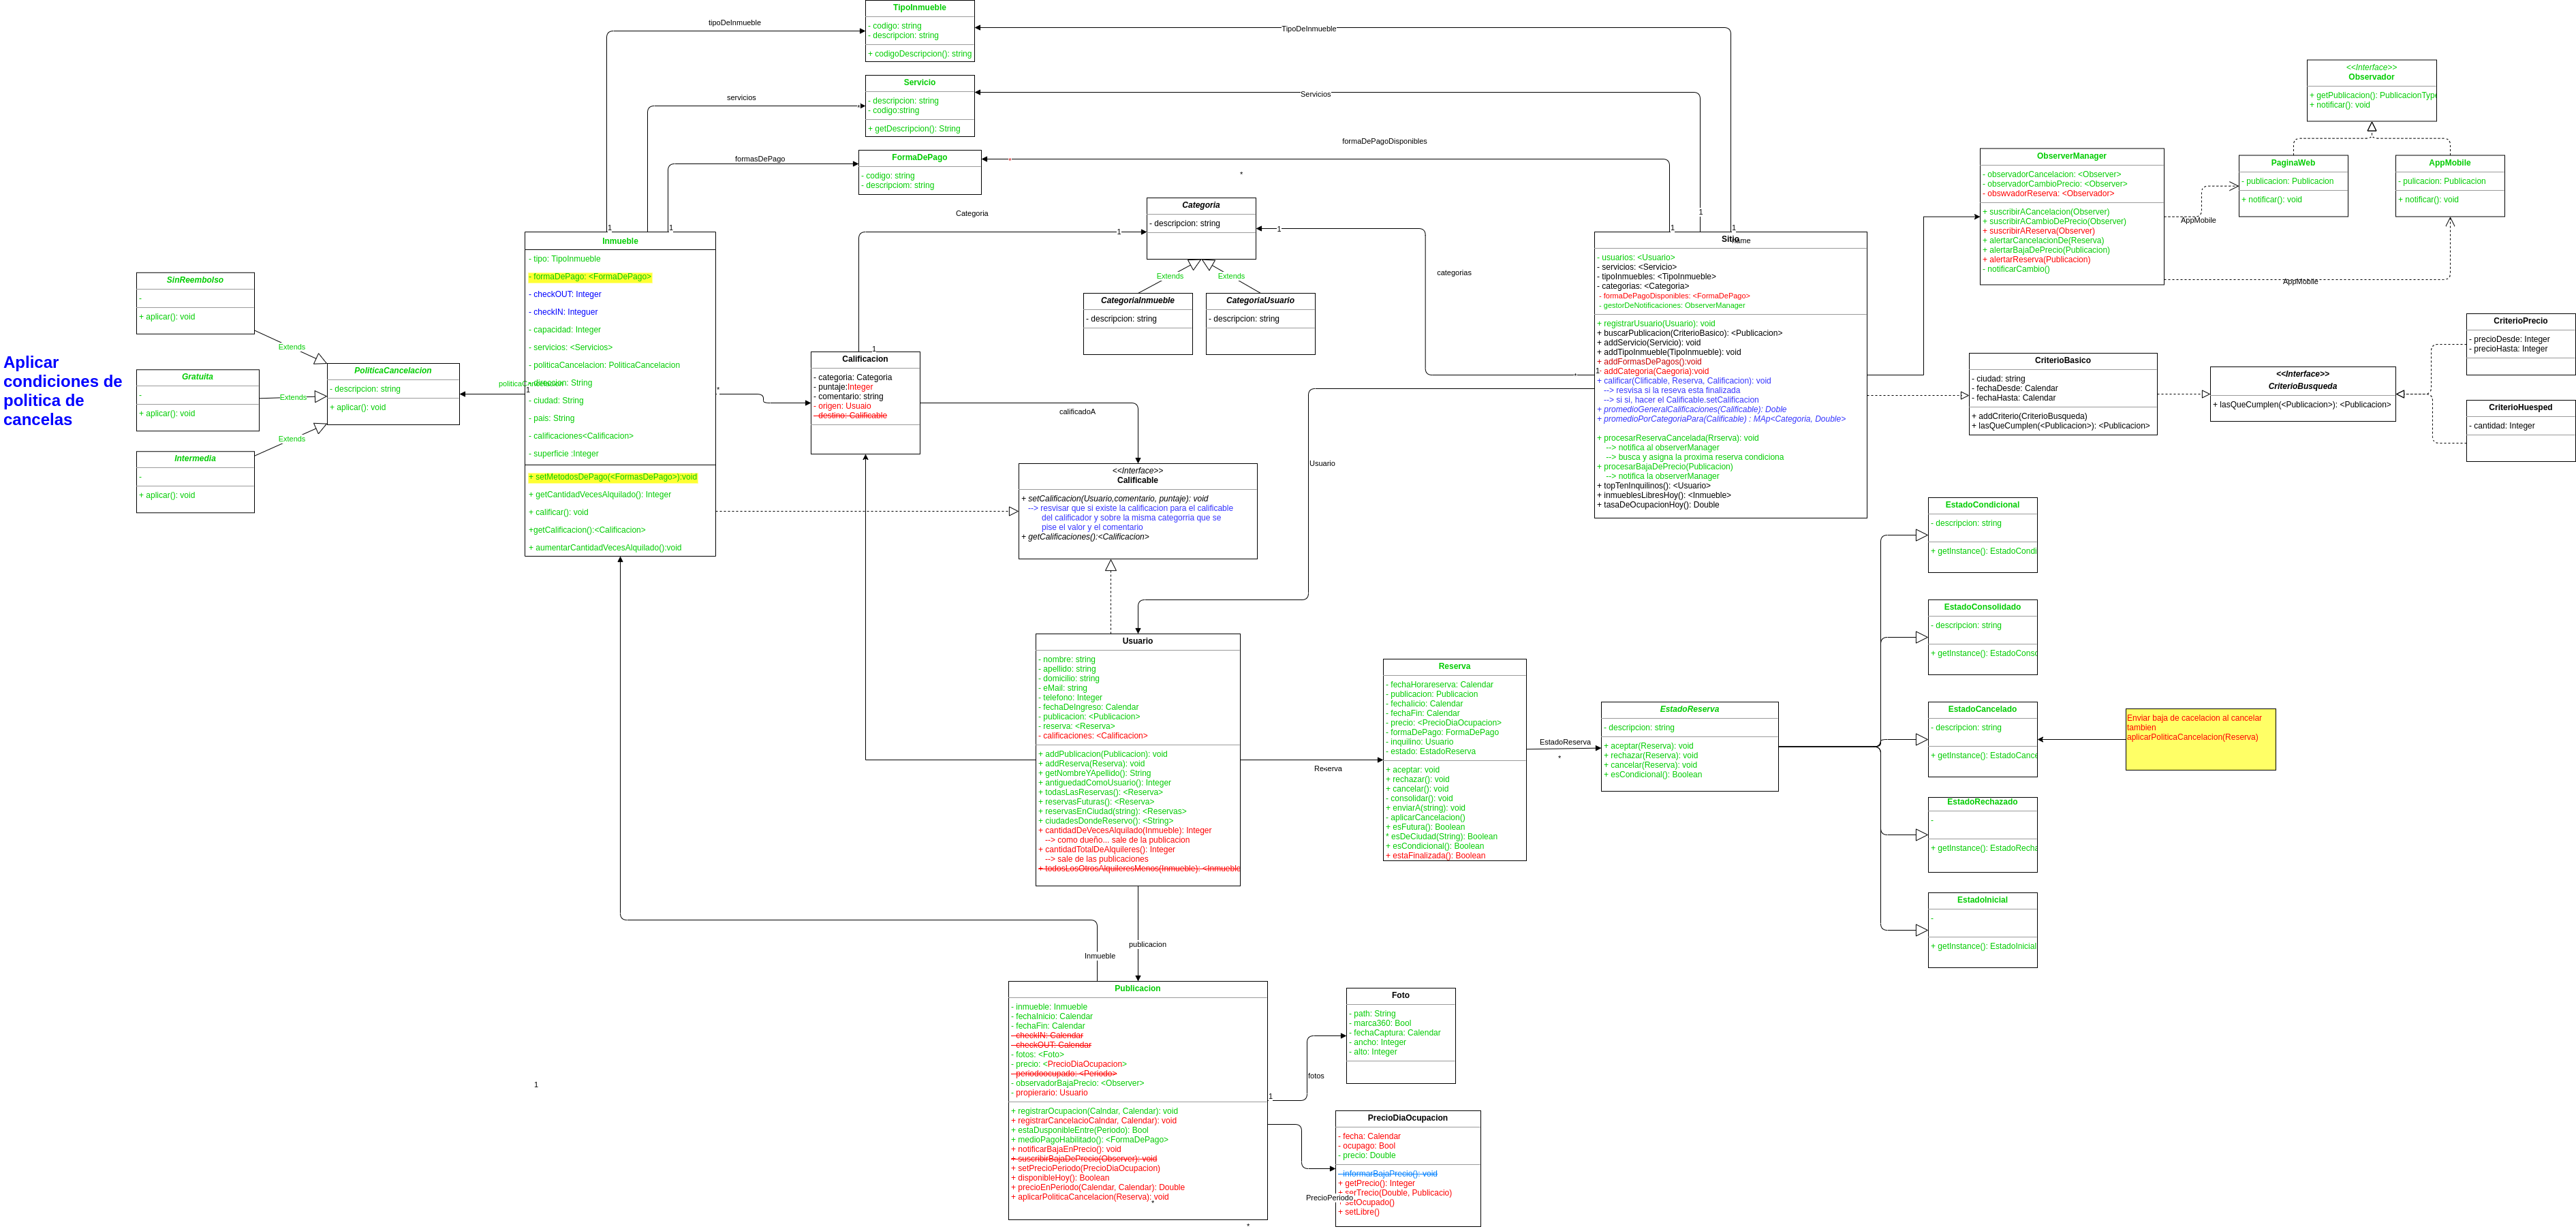 TipoInmueble
- codigo: string
- descripcion: string
+ codigoDescripcion(): string
tipoDeInmueble
TipoDeInmueble
Servicio
- descripcion: string
- codigo:string
+ getDescripcion(): String
servicios
Servicios
FormaDePago
- codigo: string
- descripciom: string
formasDePago
formaDePagoDisponibles
*
*
Categoria
- descripcion: string
Categoria
1
1
Extends
Extends
CategoriaInmueble
- descripcion: string
CategoriaUsuario
- descripcion: string
categorias
1
1
Inmueble
- tipo: TipoInmueble
- formaDePago: <FormaDePago>
- checkOUT: Integer
- checkIN: Integuer
- capacidad: Integer
- servicios: <Servicios>
- politicaCancelacion: PoliticaCancelacion
- direccion: String
- ciudad: String
- pais: String
- calificaciones<Calificacion>
- superficie :Integer
+ setMetodosDePago(<FormasDePago>):void
+ getCantidadVecesAlquilado(): Integer
+ calificar(): void
+getCalificacion():<Calificacion>
+ aumentarCantidadVecesAlquilado():void
1
*
Aplicar
condiciones de
politica de
cancelas
SinReembolso
-
+ aplicar(): void
Gratuita
-
+ aplicar(): void
Intermedia
-
+ aplicar(): void
Extends
Extends
Extends
PoliticaCancelacion
- descripcion: string
+ aplicar(): void
Calificacion
- categoria: Categoria
- puntaje:Integer
- comentario: string
- origen: Usuaio
- destino: Calificable
1
calificadoA
<<Interface>>
Calificable
+ setCalificacion(Usuario,comentario, puntaje): void
--> resvisar que si existe la calificacion para el calificable
del calificador y sobre la misma categorria que se
pise el valor y el comentario
+ getCalificaciones():<Calificacion>
1
1
1
Sitio
name
- usuarios: <Usuario>
- servicios: <Servicio>
- tipoInmuebles: <TipoInmueble>
- categorias: <Categoria>
- formaDePagoDisponibles: <FormaDePago>
- gestorDeNotificaciones: ObserverManager
+ registrarUsuario(Usuario): void
+ buscarPublicacion(CriterioBasico): <Publicacion>
+ addServicio(Servicio): void
+ addTipoInmueble(TipoInmueble): void
+ addFormasDePagos():void
+ addCategoria(Caegoria):void
+ calificar(Clificable, Reserva, Calificacion): void
--> resvisa si la reseva esta finalizada
--> si si, hacer el Calificable.setCalificacion
+ promedioGeneralCalificaciones(Calificable): Doble
+ promedioPorCategoriaPara(Calificable) : MAp<Categoria, Double>
+ procesarReservaCancelada(Rrserva): void
--> notifica al observerManager
--> busca y asigna la proxima reserva condiciona
+ procesarBajaDePrecio(Publicacion)
--> notifica la observerManager
+ topTenInquilinos(): <Usuario>
+ inmueblesLibresHoy(): <Inmueble>
+ tasaDeOcupacionHoy(): Double
1
*
Usuario
<<Interface>>
Observador
+ getPublicacion(): PublicacionType
+ notificar(): void
ObserverManager
- observadorCancelacion: <Observer>
- observadorCambioPrecio: <Observer>
- obswvadorReserva: <Observador>
+ suscribirACancelacion(Observer)
+ suscribirACambioDePrecio(Observer)
+ suscribirAReserva(Observer)
+ alertarCancelacionDe(Reserva)
+ alertarBajaDePrecio(Publicacion)
+ alertarReserva(Publicacion)
- notificarCambio()
PaginaWeb
- publicacion: Publicacion
+ notificar(): void
AppMobile
- pulicacion: Publicacion
+ notificar(): void
AppMobile
AppMobile
CriterioBasico
- ciudad: string
- fechaDesde: Calendar
- fechaHasta: Calendar
+ addCriterio(CriterioBusqueda)
+ lasQueCumplen(<Publicacion>): <Publicacion>
<<Interface>>
CriterioBusqueda
+ lasQueCumplen(<Publicacion>): <Publicacion>
CriterioPrecio
- precioDesde: Integer
- precioHasta: Integer
CriterioHuesped
- cantidad: Integer
Usuario
- nombre: string
- apellido: string
- domicilio: string
- eMail: string
- telefono: Integer
- fechaDeIngreso: Calendar
- publicacion: <Publicacion>
- reserva: <Reserva>
- calificaciones: <Calificacion>
+ addPublicacion(Publicacion): void
+ addReserva(Reserva): void
+ getNombreYApellido(): String
+ antiguedadComoUsuario(): Integer
+ todasLasReservas(): <Reserva>
+ reservasFuturas(): <Reserva>
+ reservasEnCiudad(string): <Reservas>
+ ciudadesDondeReservo(): <String>
+ cantidadDeVecesAlquilado(Inmueble): Integer
--> como dueño... sale de la publicacion
+ cantidadTotalDeAlquileres(): Integer
--> sale de las publicaciones
+ todosLosOtrosAlquileresMenos(Inmueble): <Inmueble
Reserva
Reserva
- fechaHorareserva: Calendar
- publicacion: Publicacion
- fechaIicio: Calendar
- fechaFin: Calendar
- precio: <PrecioDiaOcupacion>
- formaDePago: FormaDePago
- inquilino: Usuario
- estado: EstadoReserva
+ aceptar: void
+ rechazar(): void
+ cancelar(): void
- consolidar(): void
+ enviarA(string): void
- aplicarCancelacion()
+ esFutura(): Boolean
* esDeCiudad(String): Boolean
+ esCondicional(): Boolean
+ estaFinalizada(): Boolean
EstadoReserva
*
EstadoReserva
- descripcion: string
+ aceptar(Reserva): void
+ rechazar(Reserva): void
+ cancelar(Reserva): void
+ esCondicional(): Boolean
EstadoCondicional
- descripcion: string
+ getInstance(): EstadoCondi
EstadoConsolidado
- descripcion: string
+ getInstance(): EstadoConso
EstadoCancelado
- descripcion: string
+ getInstance(): EstadoCance
EstadoRechazado
-
+ getInstance(): EstadoRecha
EstadoInicial
-
+ getInstance(): EstadoInicial
Enviar baja de cacelacion al cancelar
tambien
aplicarPoliticaCancelacion(Reserva)
publicacion
Inmueble
1
Publicacion
- inmueble: Inmueble
- fechaInicio: Calendar
- fechaFin: Calendar
- checkIN: Calendar
- checkOUT: Calendar
- fotos: <Foto>
- precio: <PrecioDiaOcupacion>
- periodoocupado: <Periodo>
- observadorBajaPrecio: <Observer>
- propierario: Usuario
+ registrarOcupacion(Calndar, Calendar): void
+ registrarCancelacioCalndar, Calendar): void
+ estaDusponibleEntre(Periodo): Bool
+ medioPagoHabilitado(): <FormaDePago>
+ notificarBajaEnPrecio(): void
+ suscribirBajaDePrecio(Observer): void
+ setPrecioPeriodo(PrecioDiaOcupacion)
+ disponibleHoy(): Boolean
+ precioEnPeriodo(Calendar, Calendar): Double
+ aplicarPoliticaCancelacion(Reserva): void
*
*
1
fotos
Foto
- path: String
- marca360: Bool
- fechaCaptura: Calendar
- ancho: Integer
- alto: Integer
PrecioDiaOcupacion
- fecha: Calendar
- ocupago: Bool
- precio: Double
- informarBajaPrecio(): void
+ getPrecio(): Integer
+ serTrecio(Double, Publicacio)
PrecioPeriodo
+ setOcupado()
+ setLibre()